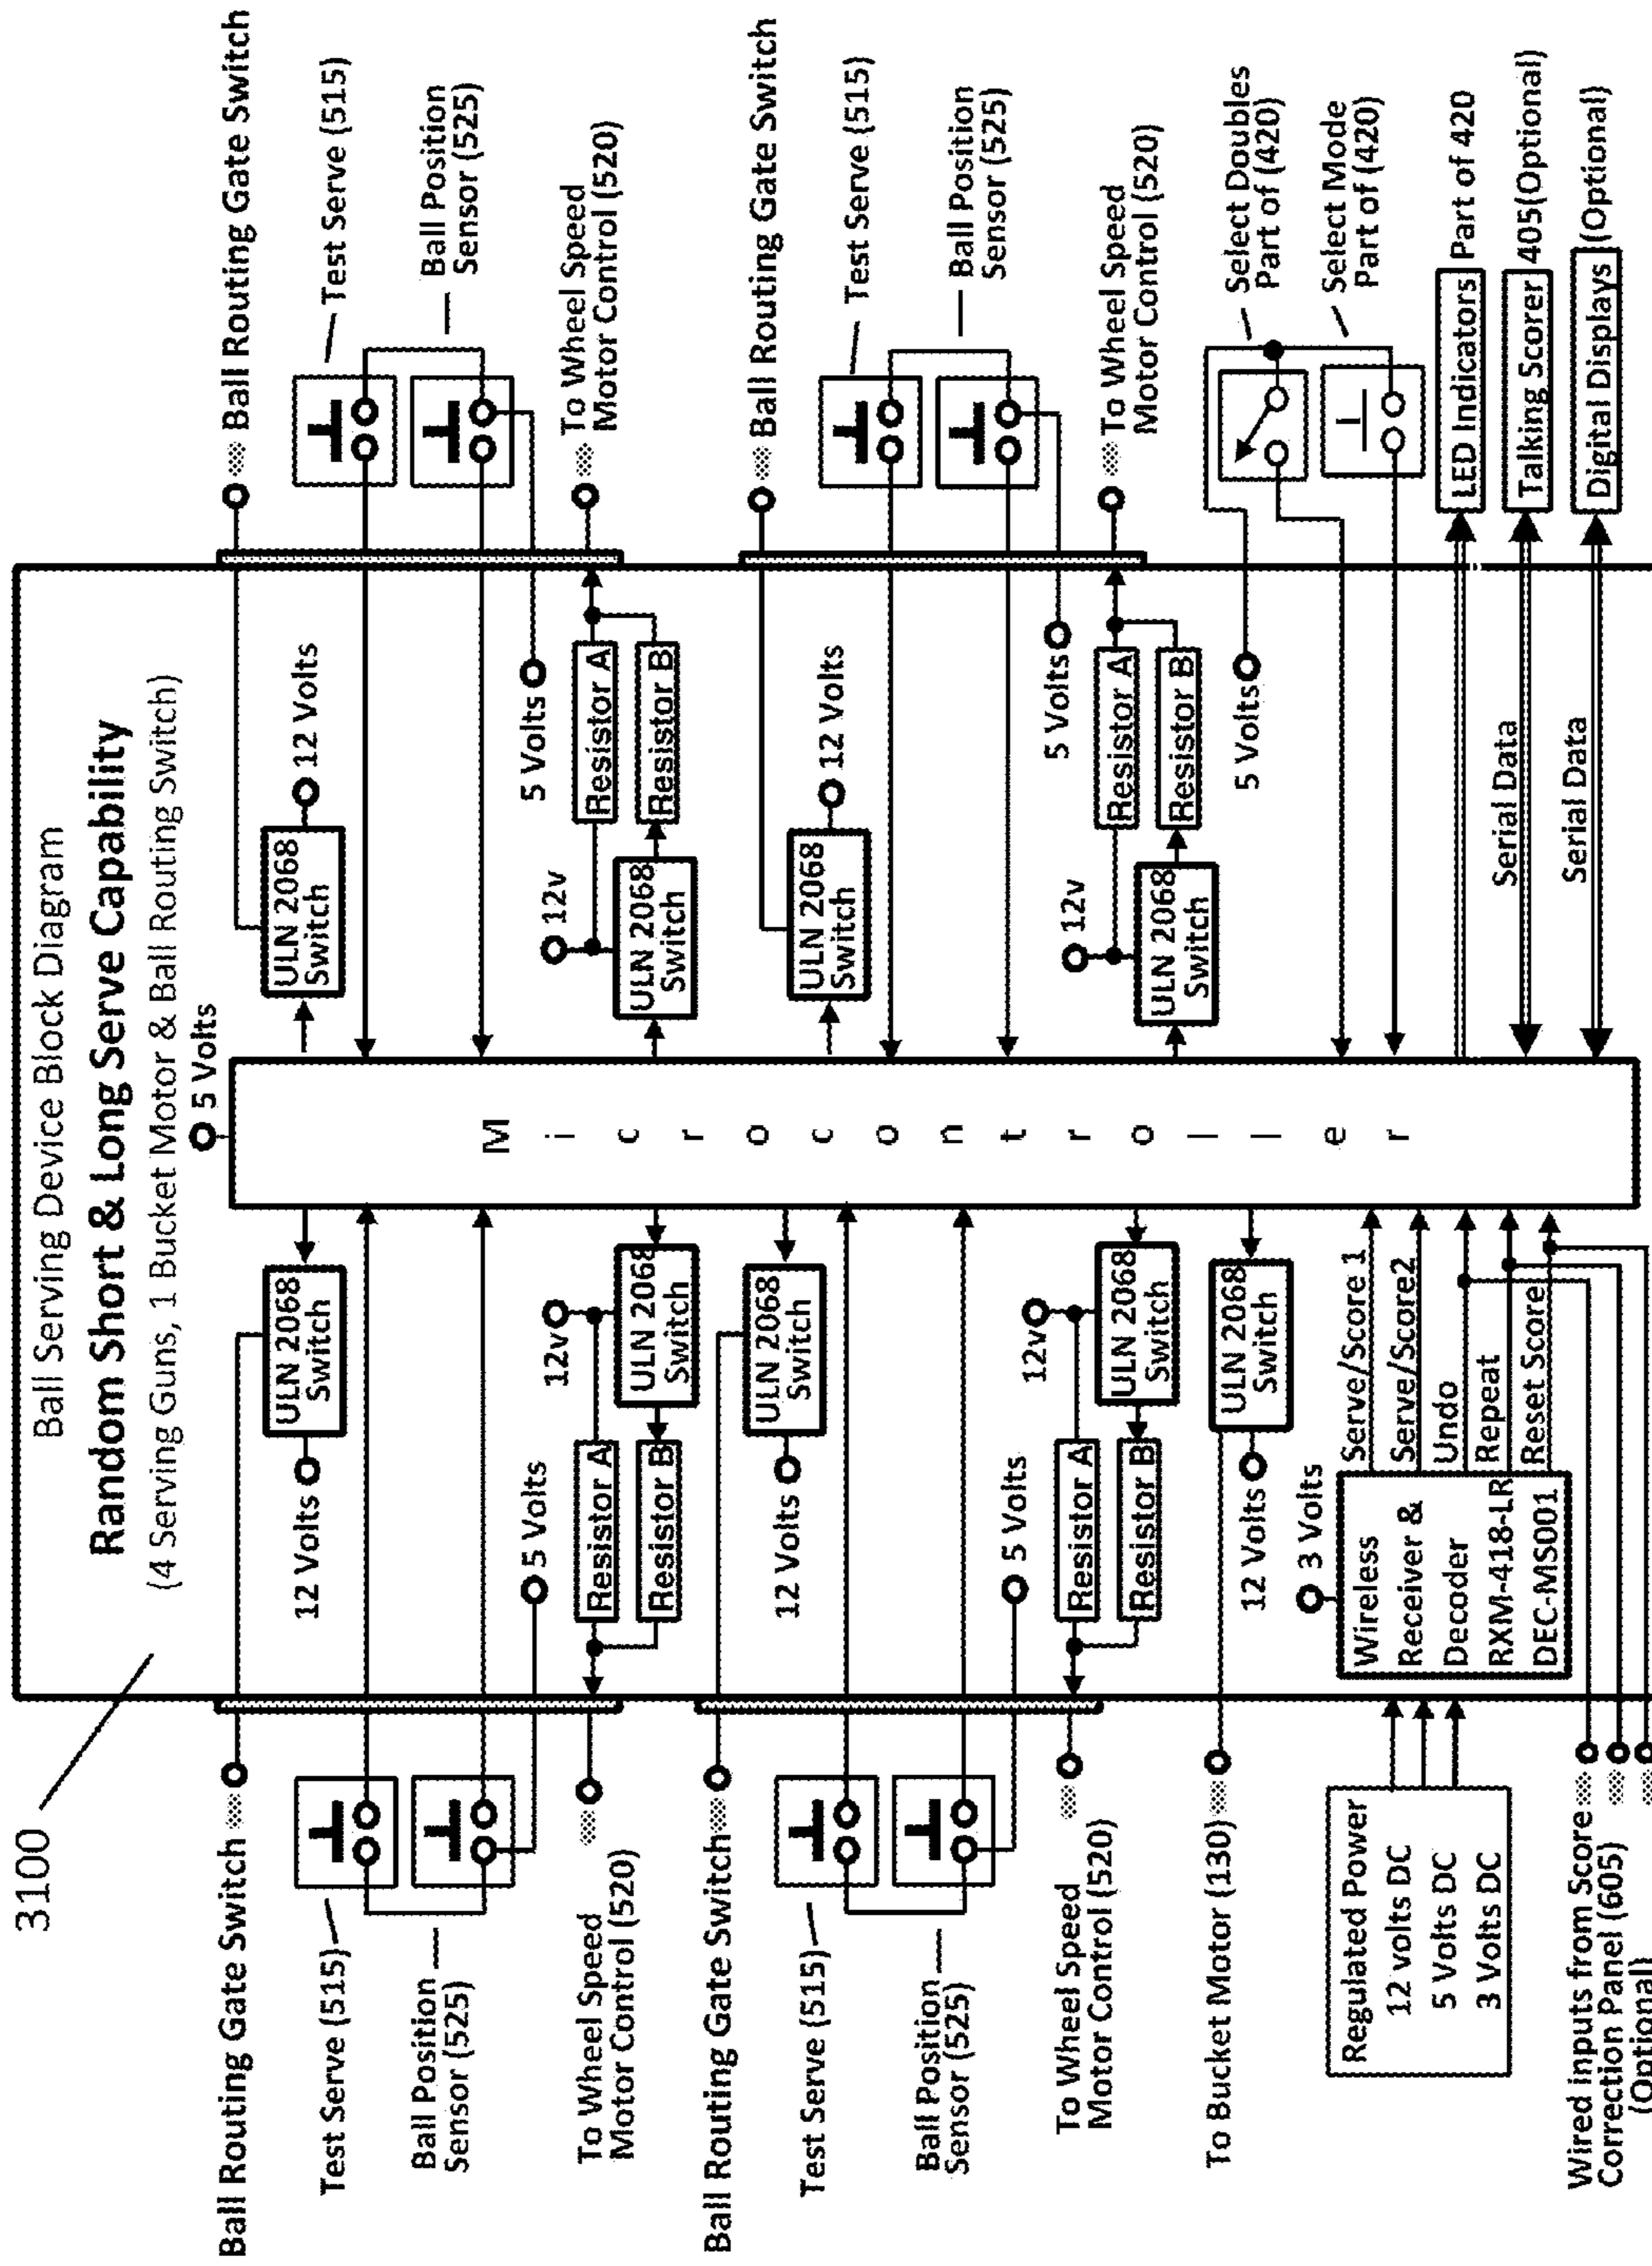 3100
Ball Serving Device Block Diagram
Random Short & Long Serve Capability
(4 Serving Guns, 1 Bucket Motor & Ball Routing Switch)
5 Volts
Microcontroller
Ball Routing Gate Switch
Test Serve (515)
Ball Position
Sensor (525)
To Wheel Speed
Motor Control (520)
12 Volts
ULN 2068
Switch
5 Volts
12v
Resistor A
Resistor B
ULN 2068
Switch
Ball Routing Gate Switch
Test Serve (515)
Ball Position
Sensor (525)
To Wheel Speed
Motor Control (520)
12 Volts
ULN 2068
Switch
5 Volts
12v
Resistor A
Resistor B
ULN 2068
Switch
To Bucket Motor (130)
12 Volts
ULN 2068
Switch
Regulated Power
12 volts DC
5 Volts DC
3 Volts DC
3 Volts
Wireless
Receiver &
Decoder
RXM-418-LR
DEC-MS001
Serve/Score 1
Serve/Score2
Undo
Repeat
Reset Score
Wired inputs from Score
Correction Panel (605)
(Optional)
ULN 2068
Switch
12 Volts
Ball Routing Gate Switch
Test Serve (515)
Ball Position
Sensor (525)
5 Volts
12v
ULN 2068
Switch
Resistor A
Resistor B
To Wheel Speed
Motor Control (520)
ULN 2068
Switch
12 Volts
Ball Routing Gate Switch
Test Serve (515)
Ball Position
Sensor (525)
5 Volts
12v
ULN 2068
Switch
Resistor A
Resistor B
To Wheel Speed
Motor Control (520)
5 Volts
Select Doubles
Part of (420)
Select Mode
Part of (420)
LED Indicators Part of 420
Serial Data
Talking Scorer 405(Optional)
Serial Data
Digital Displays (Optional)